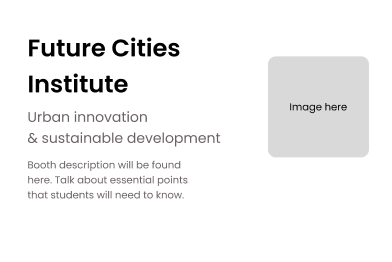 Future Cities
Institute
Urban innovation
& sustainable development
Booth description will be found
here. Talk about essential points
that students will need to know.
Image here